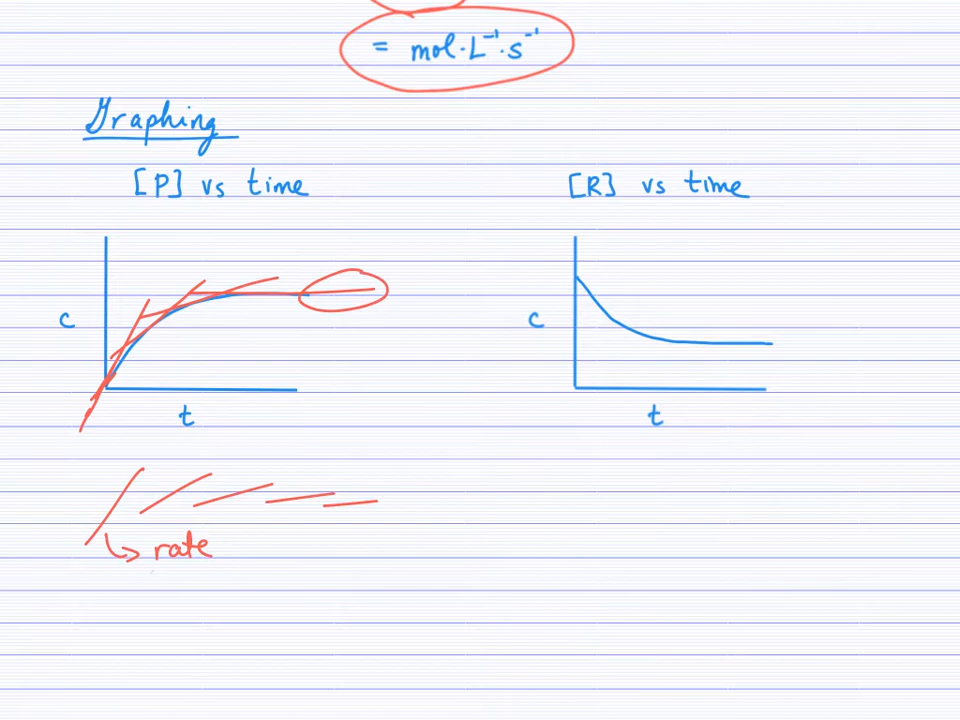 = mol·L⁻¹·s⁻¹
Graphing
[P] vs time
[R] vs time
c
t
c
t
↳ rate